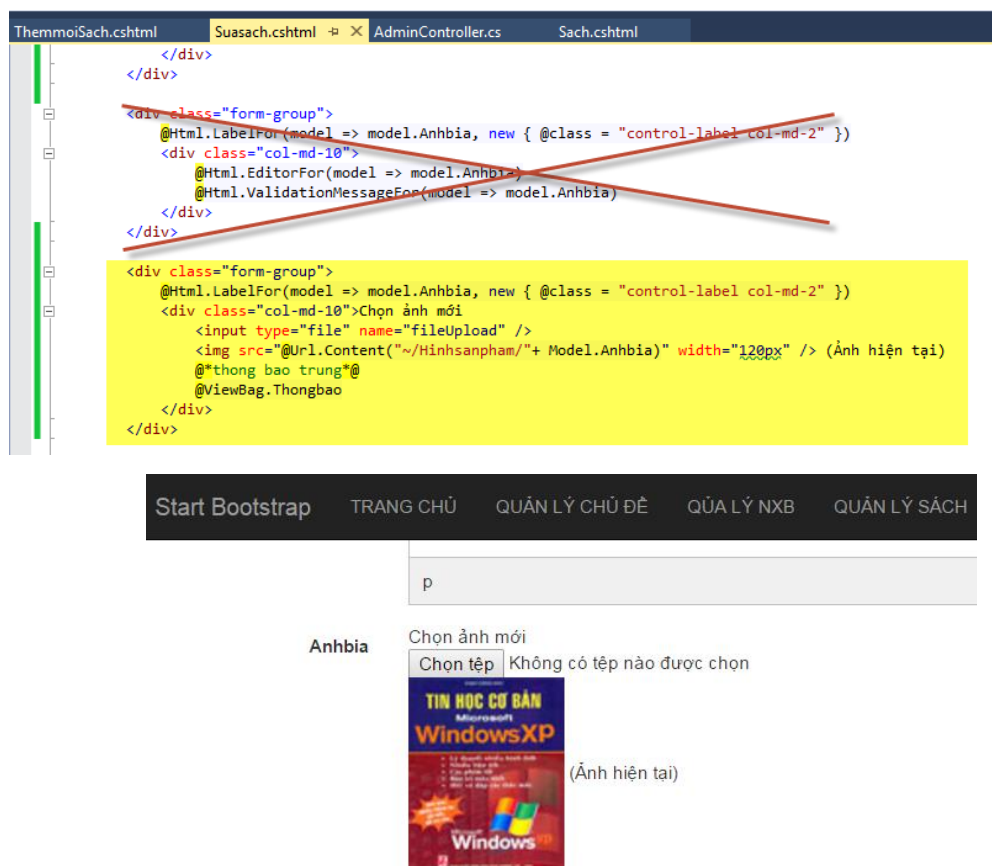 ThemmoiSach.cshtml Suasach.cshtml AdminController.cs Sach.cshtml
</div>
</div>
<div class="form-group">
@Html.LabelFor(model => model.Anhbia, new { @class = "control-label col-md-2" })
<div class="col-md-10">
@Html.EditorFor(model => model.Anhbia)
@Html.ValidationMessageFor(model => model.Anhbia)
</div>
</div>
<div class="form-group">
@Html.LabelFor(model => model.Anhbia, new { @class = "control-label col-md-2" })
<div class="col-md-10">Chọn ảnh mới
<input type="file" name="fileUpload" />
<img src="@Url.Content("~/Hinhsanpham/"+ Model.Anhbia)" width="120px" /> (Ảnh hiện tại)
@*thong bao trung*@
@ViewBag.Thongbao
</div>
</div>
Start Bootstrap TRANG CHỦ QUẢN LÝ CHỦ ĐỀ QỦA LÝ NXB QUẢN LÝ SÁCH
p
Anhbia Chọn ảnh mới
Chọn tệp Không có tệp nào được chọn
TIN HỌC CƠ BẢN
Microsoft
WindowsXP
(Ảnh hiện tại)
Microsoft
Windows xp